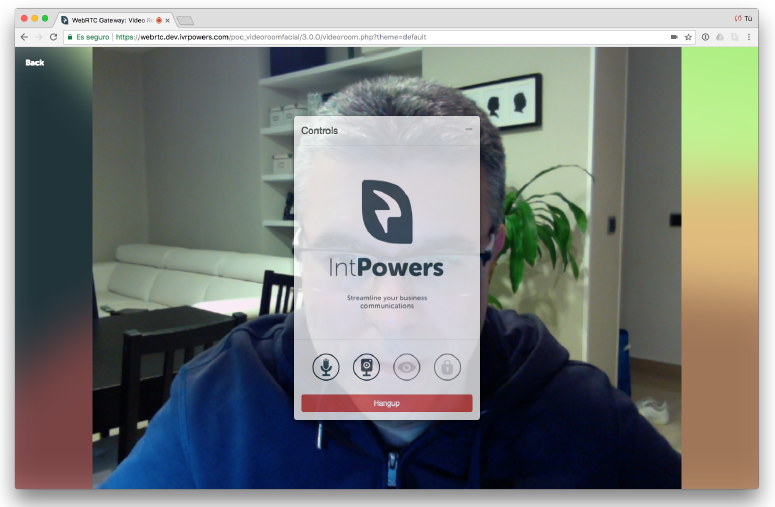 WebRTC Gateway: Video Ro
Tú
Es seguro
https://webrtc.dev.ivrpowers.com/poc_videoroomfacial/3.0.0/videoroom.php?theme=default
Back
Controls
IntPowers
Streamline your business
communications
Hangup